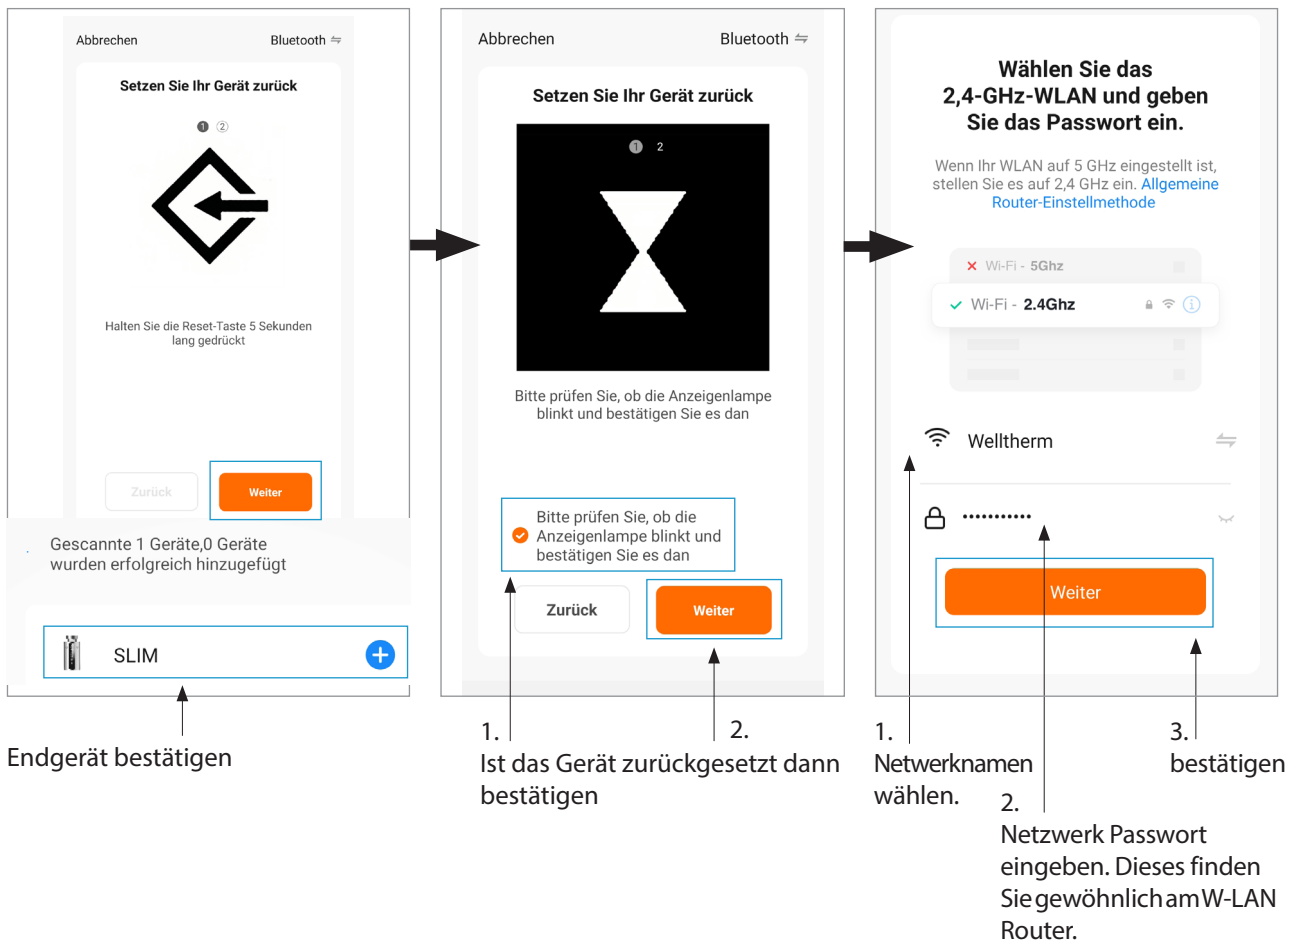 Abbrechen
Bluetooth
Setzen Sie Ihr Gerät zurück
1 2
Halten Sie die Reset-Taste 5 Sekunden
lang gedrückt
Zurück
Weiter
Gescannte 1 Geräte,0 Geräte
wurden erfolgreich hinzugefügt
SLIM
Endgerät bestätigen
Abbrechen
Bluetooth
Setzen Sie Ihr Gerät zurück
1 2
Bitte prüfen Sie, ob die Anzeigenlampe
blinkt und bestätigen Sie es dan
Bitte prüfen Sie, ob die
Anzeigenlampe blinkt und
bestätigen Sie es dan
Zurück
Weiter
1.
2.
Ist das Gerät zurückgesetzt dann
bestätigen
Wählen Sie das
2,4-GHz-WLAN und geben
Sie das Passwort ein.
Wenn Ihr WLAN auf 5 GHz eingestellt ist,
stellen Sie es auf 2,4 GHz ein. Allgemeine
Router-Einstellmethode
Wi-Fi - 5Ghz
Wi-Fi - 2.4Ghz
Welltherm
Weiter
1.
Netwerknamen
wählen.
2.
Netzwerk Passwort
eingeben. Dieses finden
Sie gewöhnlich am W-LAN
Router.
3.
bestätigen